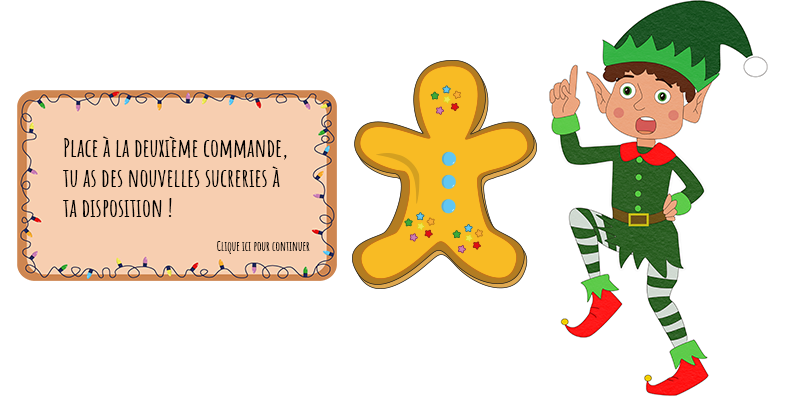 Place à la deuxième commande,
tu as des nouvelles sucreries à
ta disposition !
Clique ici pour continuer